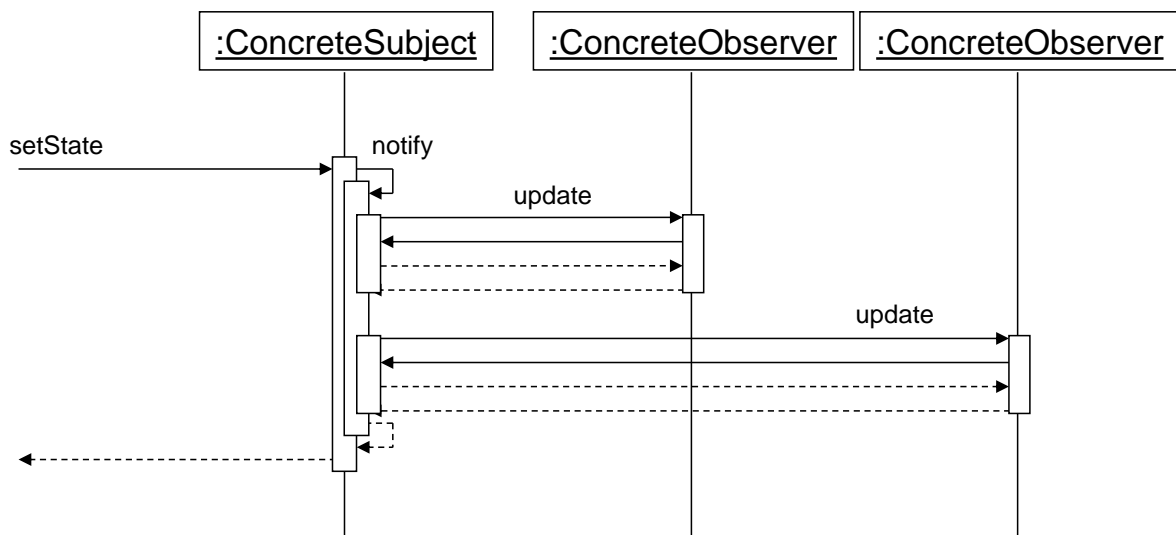 :ConcreteSubject
:ConcreteObserver
:ConcreteObserver
setState
notify
update
update